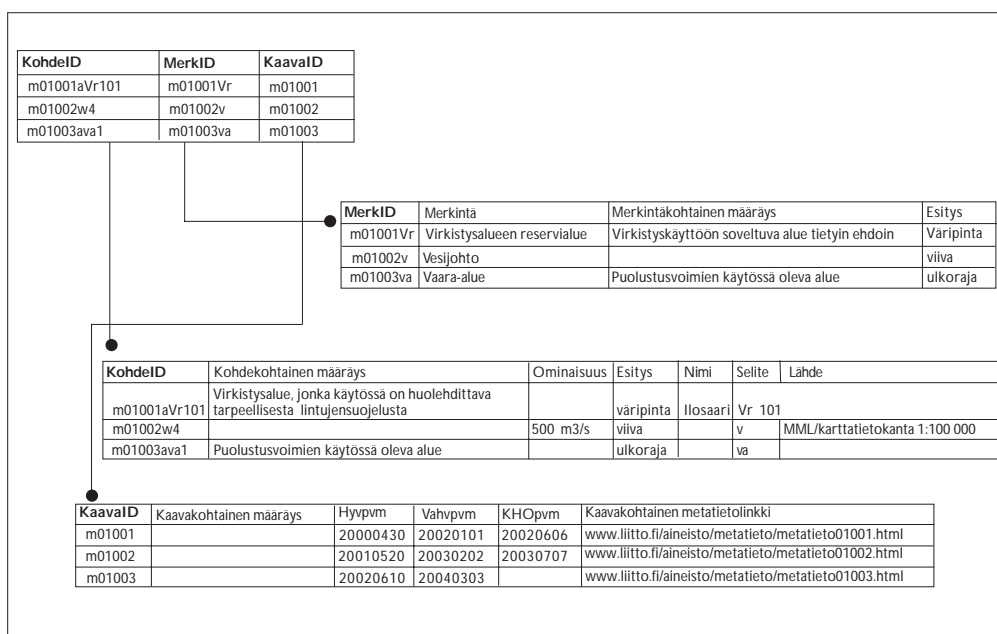 KohdeID MerkID KaavaID
m01001aVr101 m01001Vr m01001
m01002w4 m01002v m01002
m01003ava1 m01003va m01003
MerkID Merkintä Merkintäkohtainen määräys Esitys
m01001Vr Virkistysalueen reservialue Virkistyskäyttöön soveltuva alue tietyin ehdoin Väripinta
m01002v Vesijohto viiva
m01003va Vaara-alue Puolustusvoimien käytössä oleva alue ulkoraja
KohdeID Kohdekohtainen määräys Ominaisuus Esitys Nimi Selite Lähde
Virkistysalue, jonka käytössä on huolehdittava
m01001aVr101 tarpeellisesta lintujensuojelusta väripinta Ilosaari Vr 101
m01002w4 500 m3/s viiva v MML/karttatietokanta 1:100 000
m01003ava1 Puolustusvoimien käytössä oleva alue ulkoraja va
KaavaID Kaavakohtainen määräys Hyvpvm Vahvpvm KHOpvm Kaavakohtainen metatietolinkki
m01001 20000430 20020101 20020606 www.liitto.fi/aineisto/metatieto/metatieto01001.html
m01002 20010520 20030202 20030707 www.liitto.fi/aineisto/metatieto/metatieto01002.html
m01003 20020610 20040303 www.liitto.fi/aineisto/metatieto/metatieto01003.html